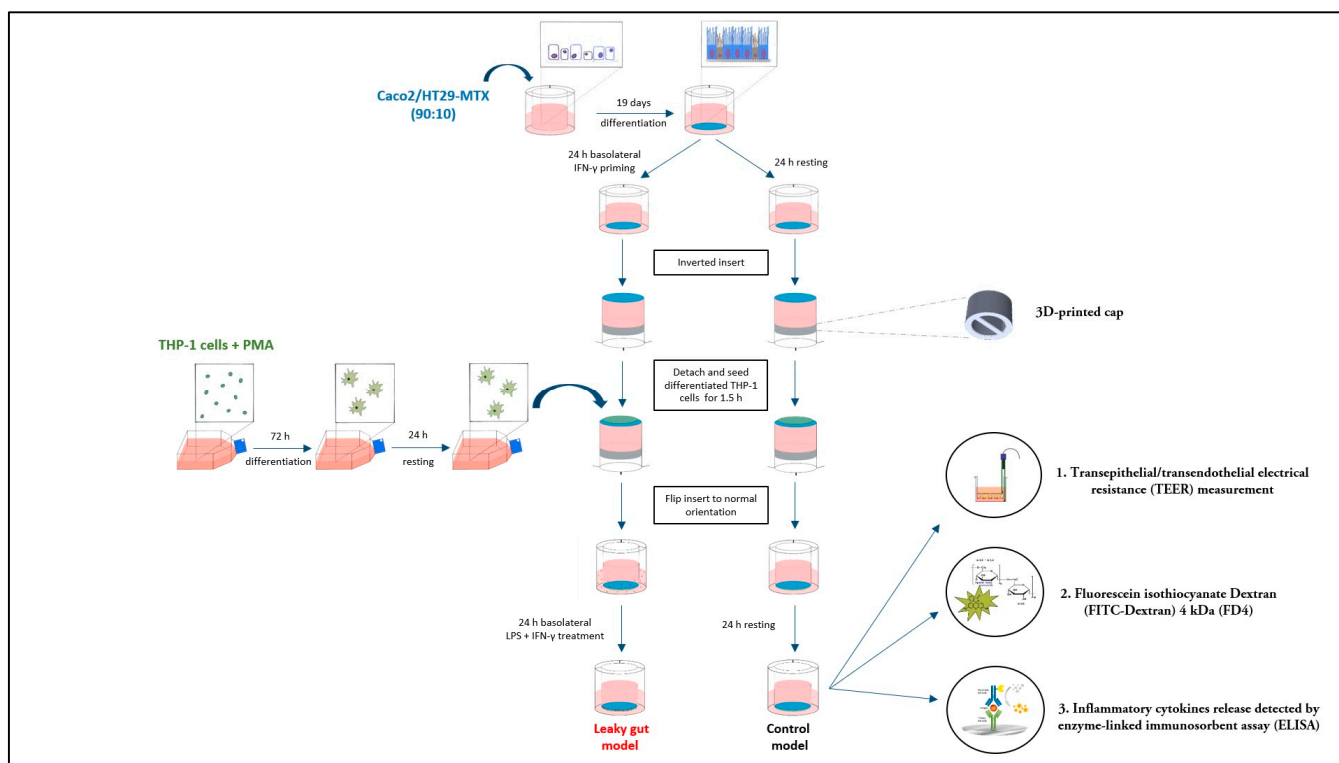 Caco2/HT29-MTX
(90:10)
19 days
differentiation
24 h basolateral
IFN-γ priming
24 h resting
Inverted insert
3D-printed cap
THP-1 cells + PMA
72 h
differentiation
24 h
resting
Detach and seed
differentiated THP-1
cells for 1.5 h
Flip insert to normal
orientation
24 h basolateral
LPS + IFN-γ treatment
24 h resting
Leaky gut
model
Control
model
1. Transepithelial/transendothelial electrical
resistance (TEER) measurement
2. Fluorescein isothiocyanate Dextran
(FITC-Dextran) 4 kDa (FD4)
3. Inflammatory cytokines release detected by
enzyme-linked immunosorbent assay (ELISA)